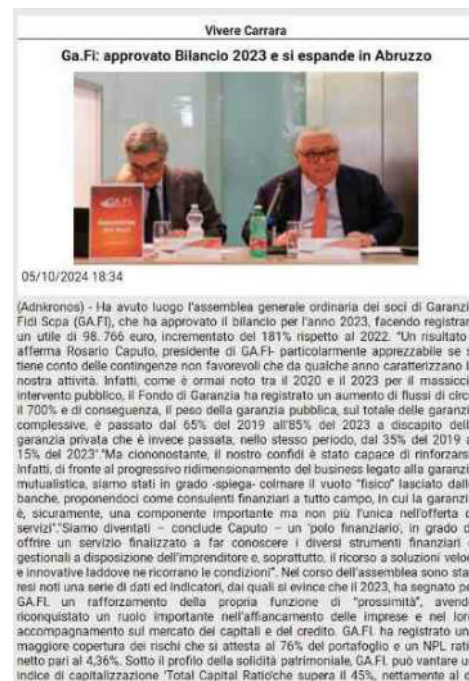 Vivere Carrara
Ga.Fi: approvato Bilancio 2023 e si espande in Abruzzo
GA.FI.
Assemblea
dei Soci
05/10/2024 18:34
(Adnkronos) - Ha avuto luogo l'assemblea generale ordinaria dei soci di Garanzi
Fidi Scpa (GA.FI), che ha approvato il bilancio per l'anno 2023, facendo registrar
un utile di 98. 766 euro, incrementato del 181% rispetto al 2022. "Un risultato
afferma Rosario Caputo, presidente di GA.FI- particolarmente apprezzabile se s
tiene conto delle contingenze non favorevoli che da qualche anno caratterizzano l
nostra attività. Infatti, come è ormai noto tra il 2020 e il 2023 per il massicci
intervento pubblico, il Fondo di Garanzia ha registrato un aumento di flussi di circ
il 700% e di conseguenza, il peso della garanzia pubblica, sul totale delle garanzi
complessive, è passato dal 65% del 2019 all'85% del 2023 a discapito dell
garanzia privata che è invece passata, nello stesso periodo, dal 35% del 2019 a
15% del 2023"."Ma ciononostante, il nostro confidi è stato capace di rinforzars
Infatti, di fronte al progressivo ridimensionamento del business legato alla garanzi
mutualistica, siamo stati in grado -spiega- colmare il vuoto "fisico" lasciato dall
banche, proponendoci come consulenti finanziari a tutto campo, in cui la garanzi
è, sicuramente, una componente importante ma non più l'unica nell'offerta d
servizi"."Siamo diventati – conclude Caputo – un 'polo finanziario', in grado d
offrire un servizio finalizzato a far conoscere i diversi strumenti finanziari e
gestionali a disposizione dell'imprenditore e, soprattutto, il ricorso a soluzioni veloc
e innovative laddove ne ricorrano le condizioni". Nel corso dell'assemblea sono stat
resi noti una serie di dati ed indicatori, dai quali si evince che il 2023, ha segnato pe
GA.FI. un rafforzamento della propria funzione di "prossimità", avend
riconquistato un ruolo importante nell'affiancamento delle imprese e nel lor
accompagnamento sul mercato dei capitali e del credito. GA.FI. ha registrato un
maggiore copertura dei rischi che si attesta al 76% del portafoglio e un NPL rati
netto pari al 4,36%. Sotto il profilo della solidità patrimoniale, GA.FI. può vantare u
indice di capitalizzazione 'Total Capital Ratio'che supera il 45%, nettamente al d